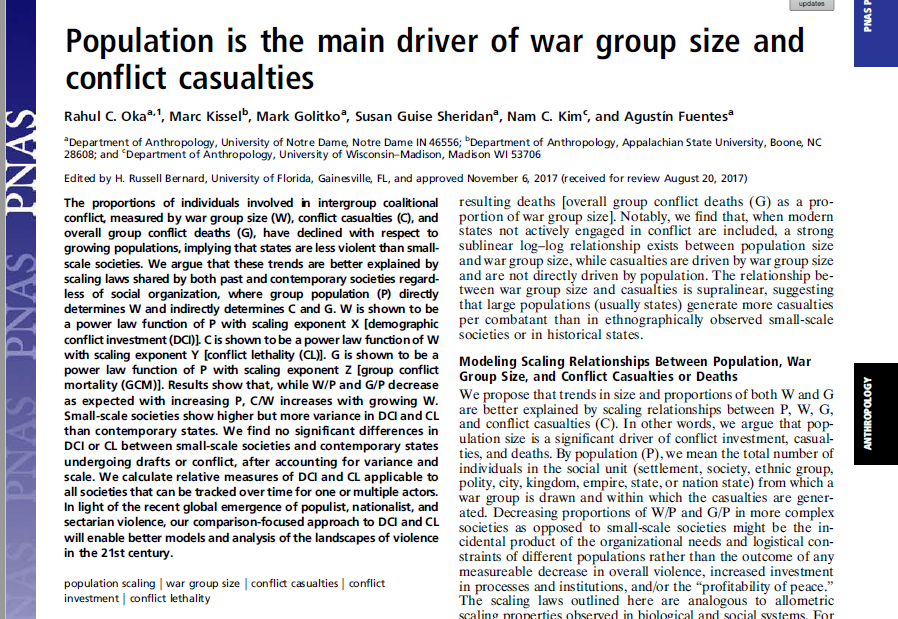 updates
Population is the main driver of war group size and
conflict casualties
Rahul C. Oka^a,1, Marc Kissel^b, Mark Golitko^a, Susan Guise Sheridan^a, Nam C. Kim^c, and Agustín Fuentes^a
^aDepartment of Anthropology, University of Notre Dame, Notre Dame IN 46556; ^bDepartment of Anthropology, Appalachian State University, Boone, NC
28608; and ^cDepartment of Anthropology, University of Wisconsin–Madison, Madison WI 53706
Edited by H. Russell Bernard, University of Florida, Gainesville, FL, and approved November 6, 2017 (received for review August 20, 2017)
The proportions of individuals involved in intergroup coalitional
conflict, measured by war group size (W), conflict casualties (C), and
overall group conflict deaths (G), have declined with respect to
growing populations, implying that states are less violent than small-
scale societies. We argue that these trends are better explained by
scaling laws shared by both past and contemporary societies regard-
less of social organization, where group population (P) directly
determines W and indirectly determines C and G. W is shown to be
a power law function of P with scaling exponent X [demographic
conflict investment (DCI)]. C is shown to be a power law function of W
with scaling exponent Y [conflict lethality (CL)]. G is shown to be a
power law function of P with scaling exponent Z [group conflict
mortality (GCM)]. Results show that, while W/P and G/P decrease
as expected with increasing P, C/W increases with growing W.
Small-scale societies show higher but more variance in DCI and CL
than contemporary states. We find no significant differences in
DCI or CL between small-scale societies and contemporary states
undergoing drafts or conflict, after accounting for variance and
scale. We calculate relative measures of DCI and CL applicable to
all societies that can be tracked over time for one or multiple actors.
In light of the recent global emergence of populist, nationalist, and
sectarian violence, our comparison-focused approach to DCI and CL
will enable better models and analysis of the landscapes of violence
in the 21st century.
population scaling | war group size | conflict casualties | conflict
investment | conflict lethality
resulting deaths [overall group conflict deaths (G) as a pro-
portion of war group size]. Notably, we find that, when modern
states not actively engaged in conflict are included, a strong
sublinear log–log relationship exists between population size
and war group size, while casualties are driven by war group size
and are not directly driven by population. The relationship be-
tween war group size and casualties is supralinear, suggesting
that large populations (usually states) generate more casualties
per combatant than in ethnographically observed small-scale
societies or in historical states.
Modeling Scaling Relationships Between Population, War
Group Size, and Conflict Casualties or Deaths
We propose that trends in size and proportions of both W and G
are better explained by scaling relationships between P, W, G,
and conflict casualties (C). In other words, we argue that pop-
ulation size is a significant driver of conflict investment, casual-
ties, and deaths. By population (P), we mean the total number of
individuals in the social unit (settlement, society, ethnic group,
polity, city, kingdom, empire, state, or nation state) from which a
war group is drawn and within which the casualties are gener-
ated. Decreasing proportions of W/P and G/P in more complex
societies as opposed to small-scale societies might be the in-
cidental product of the organizational needs and logistical con-
straints of different populations rather than the outcome of any
measureable decrease in overall violence, increased investment
in processes and institutions, and/or the “profitability of peace.”
The scaling laws outlined here are analogous to allometric
scaling properties observed in biological and social systems. For
PNAS
PNAS
PNAS
PNAS
PNAS P
ANTHROPOLOGY